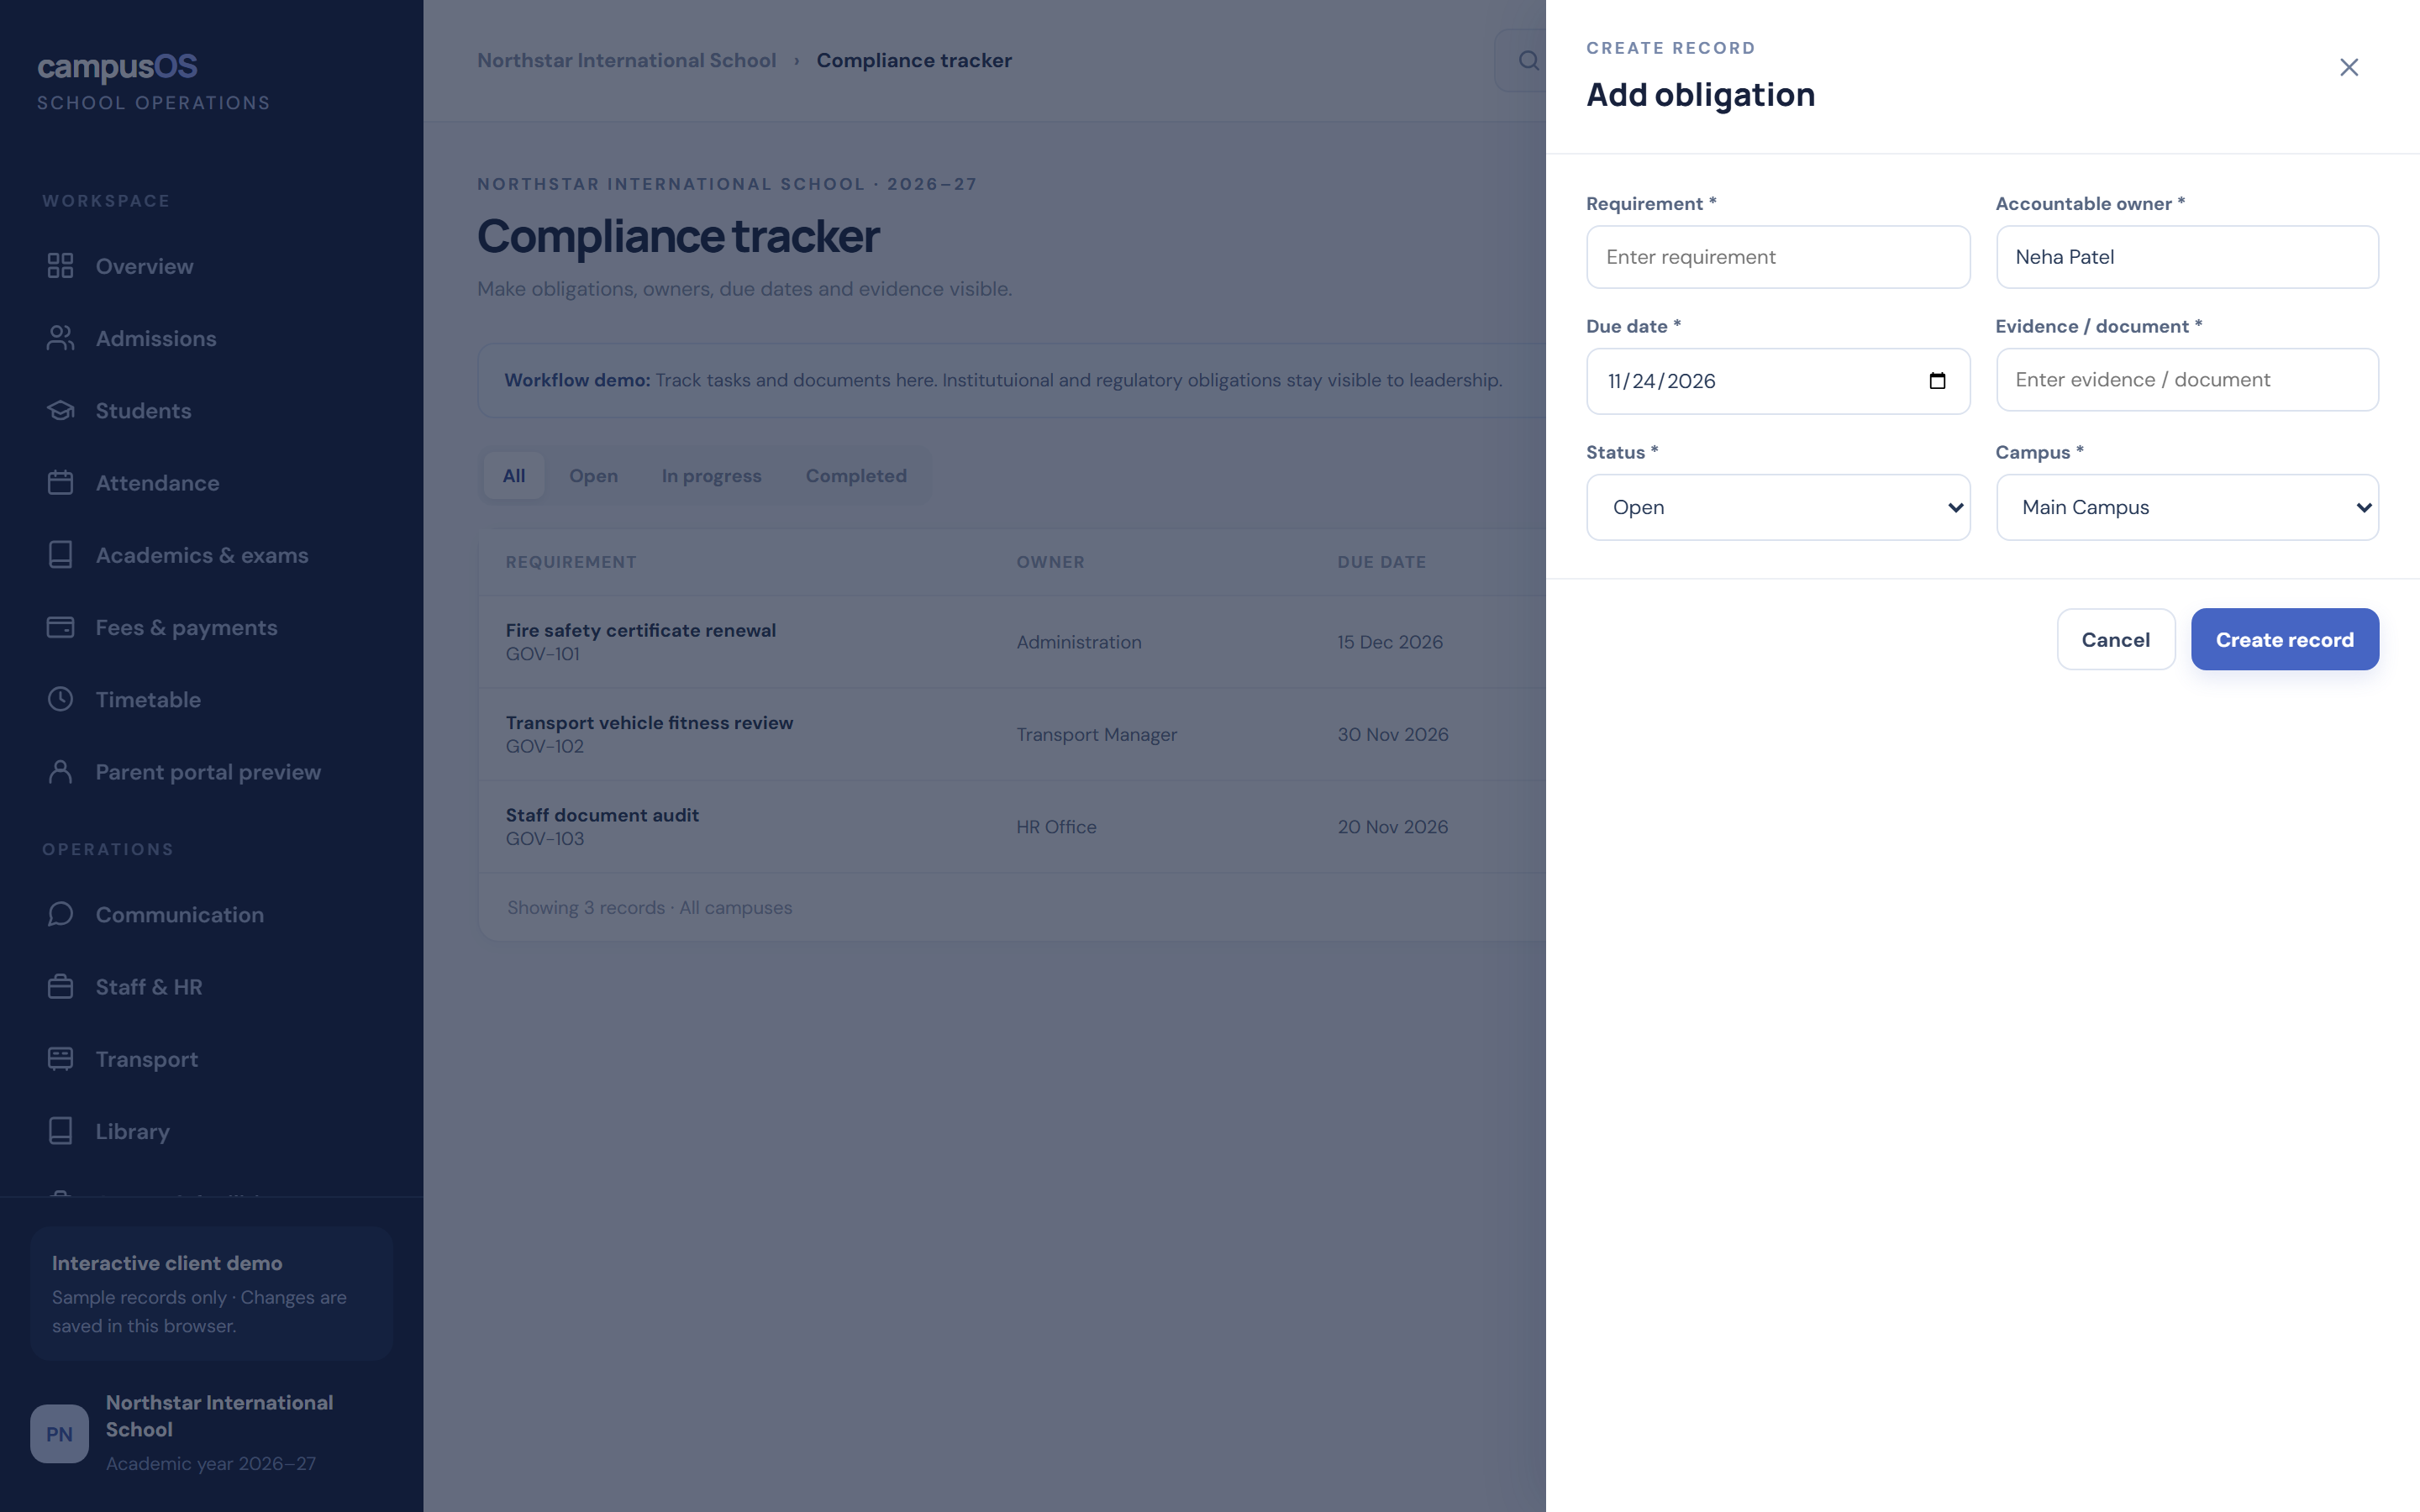 campusOS
SCHOOL OPERATIONS
WORKSPACE
Overview
Admissions
Students
Attendance
Academics & exams
Fees & payments
Timetable
Parent portal preview
OPERATIONS
Communication
Staff & HR
Transport
Library
Interactive client demo
Sample records only · Changes are
saved in this browser.
PN
Northstar International
School
Academic year 2026–27
Northstar International School › Compliance tracker
NORTHSTAR INTERNATIONAL SCHOOL · 2026–27
Compliance tracker
Make obligations, owners, due dates and evidence visible.
Workflow demo: Track tasks and documents here. Institutuional and regulatory obligations stay visible to leadership.
All Open In progress Completed
REQUIREMENT OWNER DUE DATE
Fire safety certificate renewal
GOV-101
Administration
15 Dec 2026
Transport vehicle fitness review
GOV-102
Transport Manager
30 Nov 2026
Staff document audit
GOV-103
HR Office
20 Nov 2026
Showing 3 records · All campuses
CREATE RECORD
Add obligation
Requirement *
Enter requirement
Accountable owner *
Neha Patel
Due date *
11/24/2026
Evidence / document *
Enter evidence / document
Status *
Open
Campus *
Main Campus
Cancel
Create record